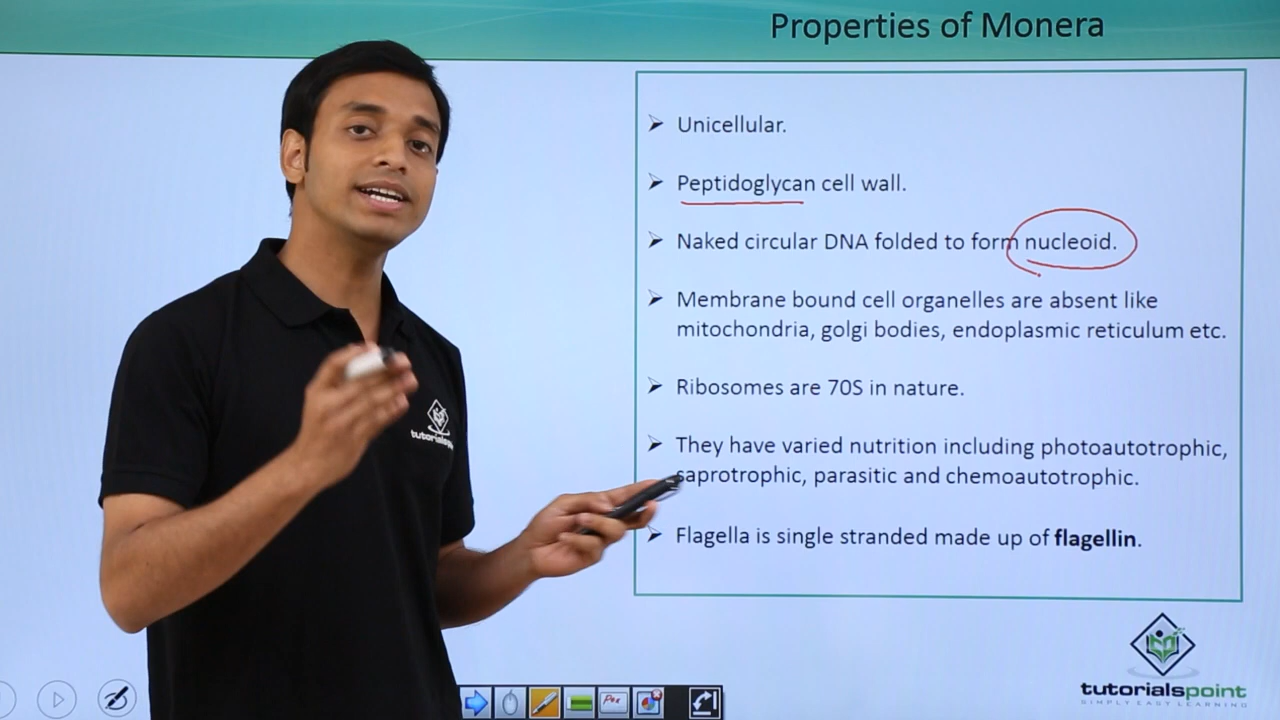 Properties of Monera
➢ Unicellular.
➢ Peptidoglycan cell wall.
➢ Naked circular DNA folded to form nucleoid.
➢ Membrane bound cell organelles are absent like
mitochondria, golgi bodies, endoplasmic reticulum etc.
➢ Ribosomes are 70S in nature.
➢ They have varied nutrition including photoautotrophic,
saprotrophic, parasitic and chemoautotrophic.
➢ Flagella is single stranded made up of flagellin.
tutorialspoint
SIMPLY EASY LEARNING